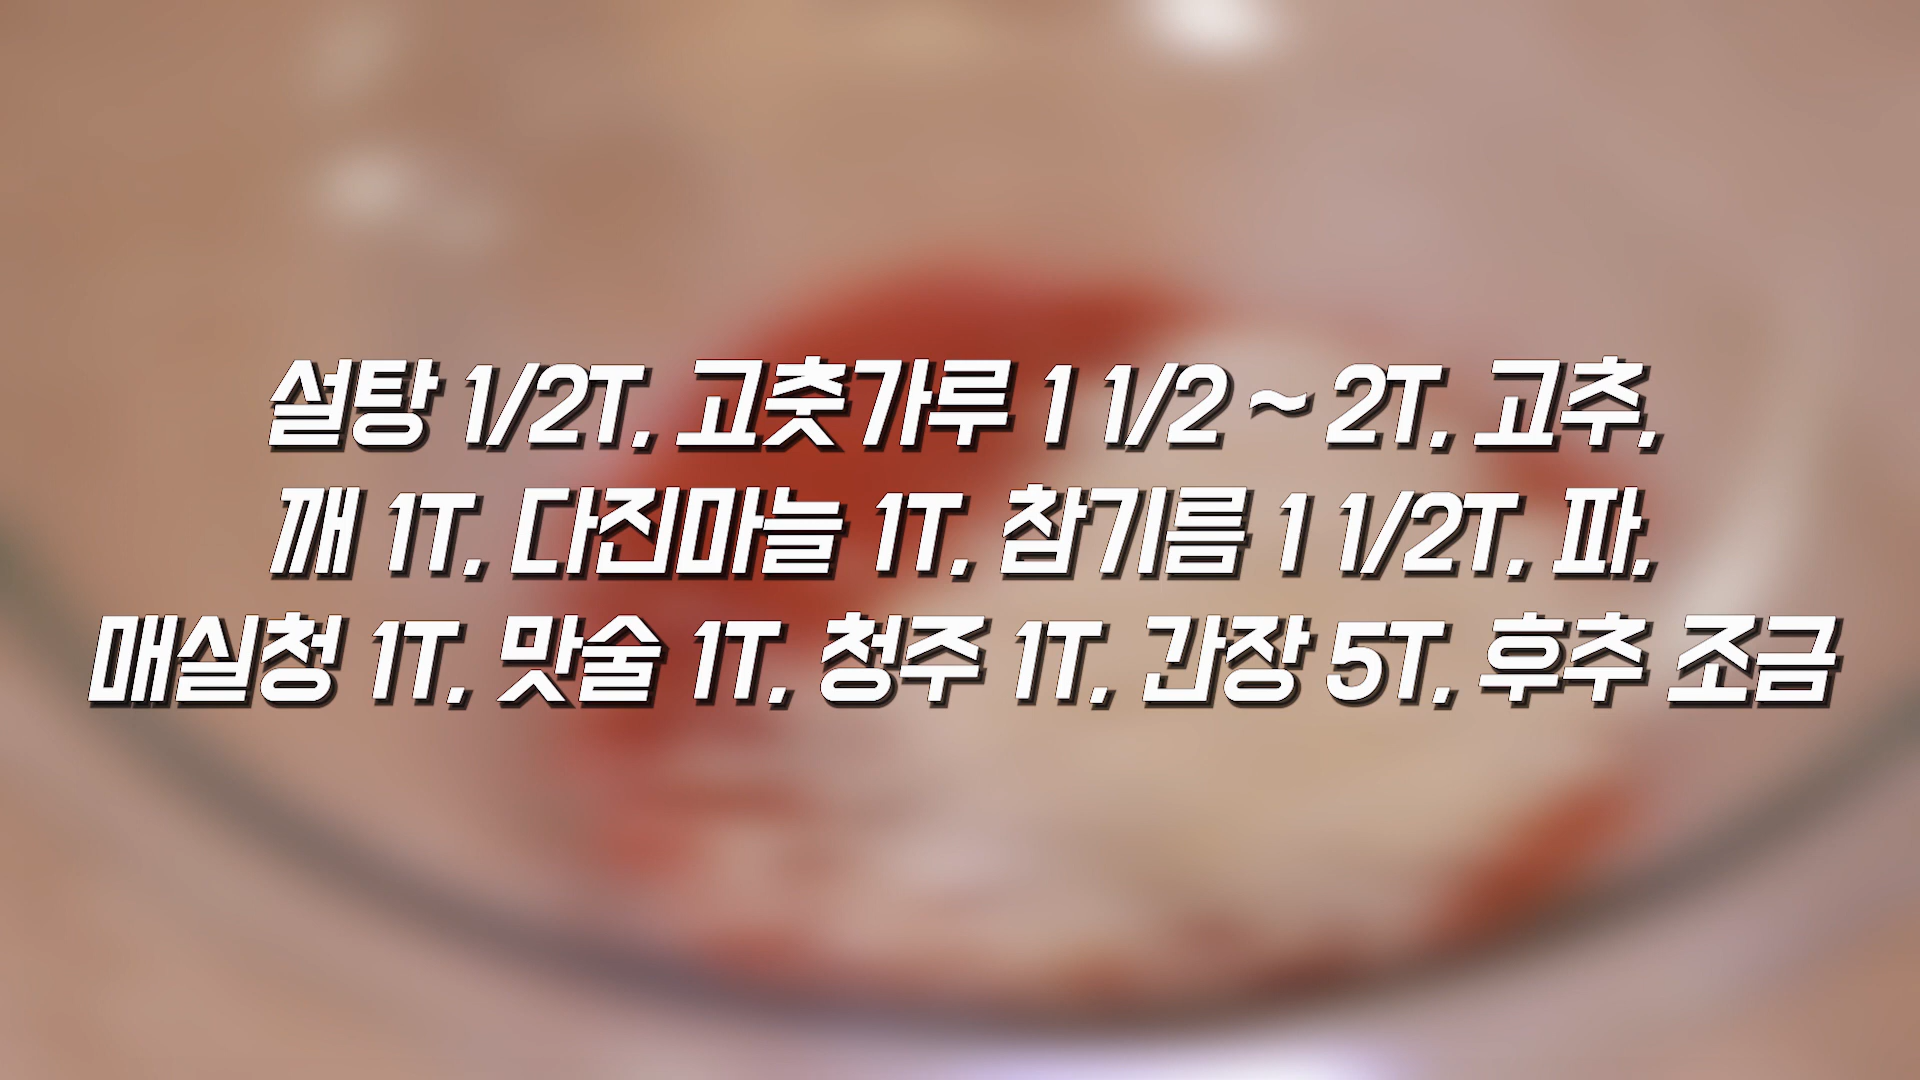 설탕 1/2T, 고춧가루 1 1/2 ~ 2T, 고추,
깨 1T, 다진마늘 1T, 참기름 1 1/2T, 파,
매실청 1T, 맛술 1T, 청주 1T, 간장 5T, 후추 조금